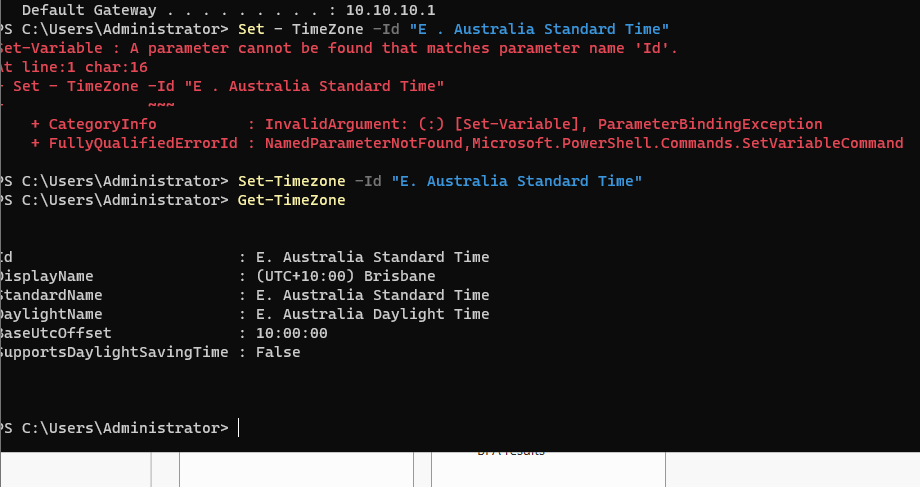 Default Gateway . . . . . . . . . : 10.10.10.1
PS C:\Users\Administrator> Set - TimeZone -Id "E . Australia Standard Time"
Set-Variable : A parameter cannot be found that matches parameter name 'Id'.
At line:1 char:16
+ Set - TimeZone -Id "E . Australia Standard Time"
+ ~~~
+ CategoryInfo : InvalidArgument: (:) [Set-Variable], ParameterBindingException
+ FullyQualifiedErrorId : NamedParameterNotFound,Microsoft.PowerShell.Commands.SetVariableCommand
PS C:\Users\Administrator> Set-Timezone -Id "E. Australia Standard Time"
PS C:\Users\Administrator> Get-TimeZone
Id : E. Australia Standard Time
DisplayName : (UTC+10:00) Brisbane
StandardName : E. Australia Standard Time
DaylightName : E. Australia Daylight Time
BaseUtcOffset : 10:00:00
SupportsDaylightSavingTime : False
PS C:\Users\Administrator>
BPA results